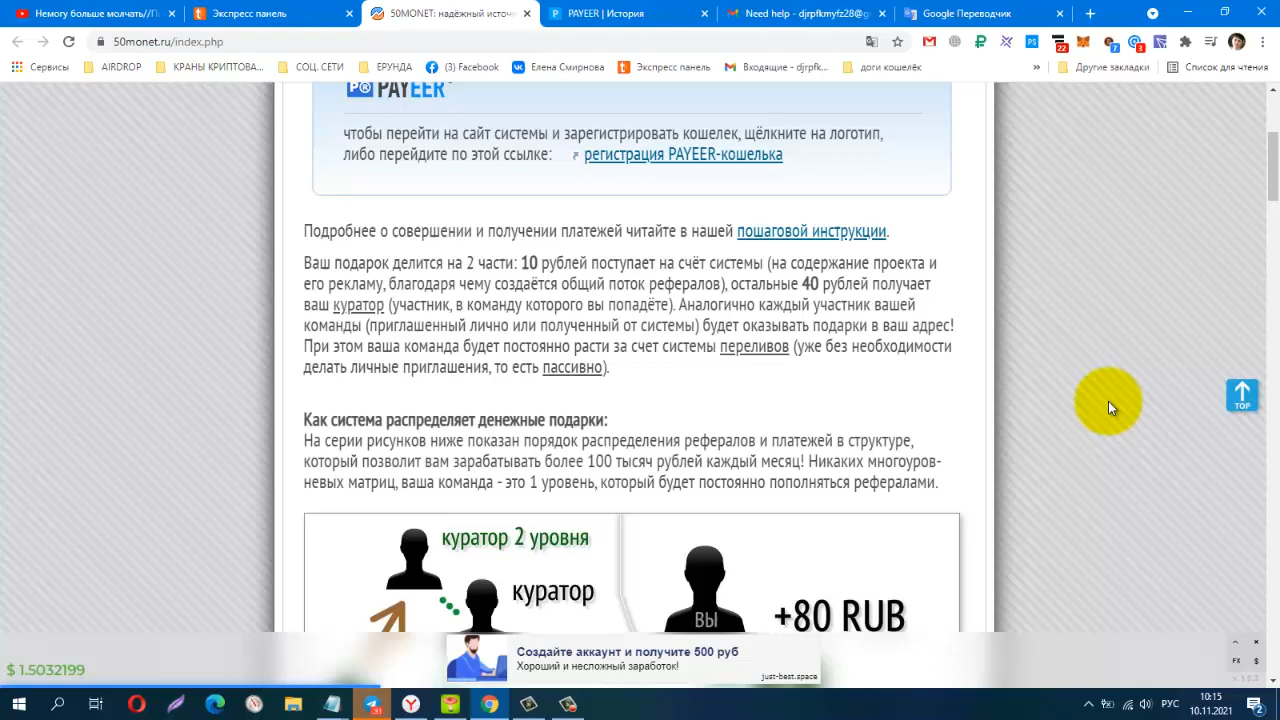 Немогу больше молчать//П
Экспресс панель
50MONET: надёжный источ
PAYEER | История
Need help - djrpfkmyfz28@g
Google Переводчик
50monet.ru/index.php
22
7
3
Сервисы
AIRDROP
КРАНЫ КРИПТОВА...
СОЦ. СЕТИ
ЕРУНДА
(3) Facebook
Елена Смирнова
Экспресс панель
Входящие - djrpfk...
доги кошелёк
»
Другие закладки
Список для чтения
PAYEER
чтобы перейти на сайт системы и зарегистрировать кошелек, щёлкните на логотип,
либо перейдите по этой ссылке: регистрация PAYEER-кошелька
Подробнее о совершении и получении платежей читайте в нашей пошаговой инструкции.
Ваш подарок делится на 2 части: 10 рублей поступает на счёт системы (на содержание проекта и
его рекламу, благодаря чему создаётся общий поток рефералов), остальные 40 рублей получает
ваш куратор (участник, в команду которого вы попадёте). Аналогично каждый участник вашей
команды (приглашенный лично или полученный от системы) будет оказывать подарки в ваш адрес!
При этом ваша команда будет постоянно расти за счет системы переливов (уже без необходимости
делать личные приглашения, то есть пассивно).
Как система распределяет денежные подарки:
На серии рисунков ниже показан порядок распределения рефералов и платежей в структуре,
который позволит вам зарабатывать более 100 тысяч рублей каждый месяц! Никаких многоуров-
невых матриц, ваша команда - это 1 уровень, который будет постоянно пополняться рефералами.
куратор 2 уровня
куратор
ВЫ
+80 RUB
TOP
Создайте аккаунт и получите 500 руб
Хороший и несложный заработок!
just-best.space
$ 1.5032199
FX $
v. 1.5.3
РУС
10:15
10.11.2021
2